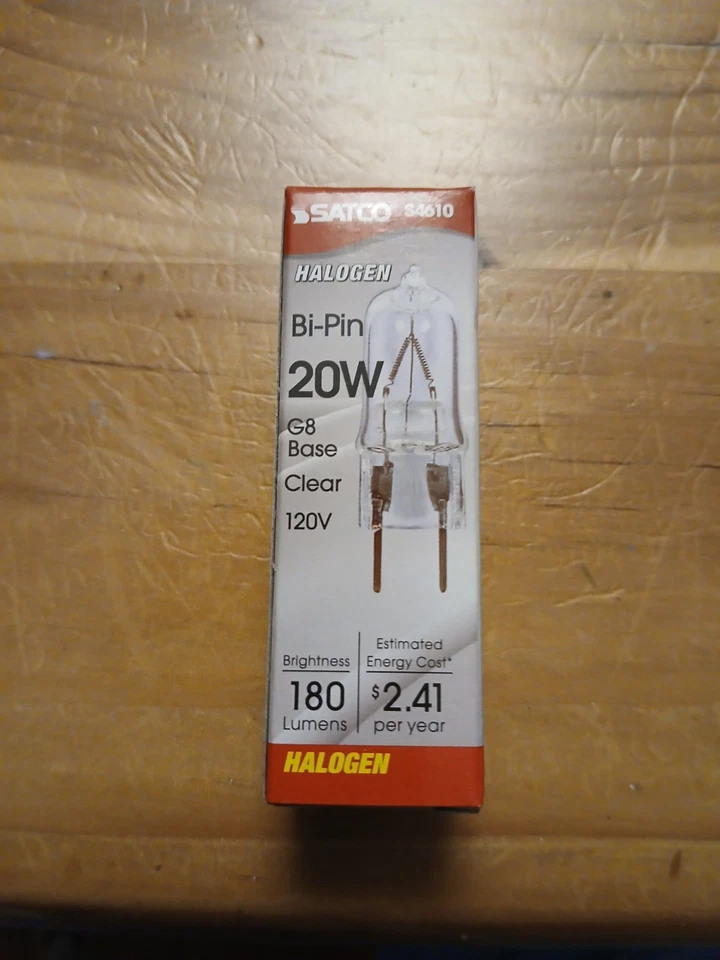 SATCO S4610
HALOGEN
Bi-Pin
20W
G8
Base
Clear
120V
Brightness
180
Lumens
Estimated
Energy Cost*
$2.41
per year
HALOGEN